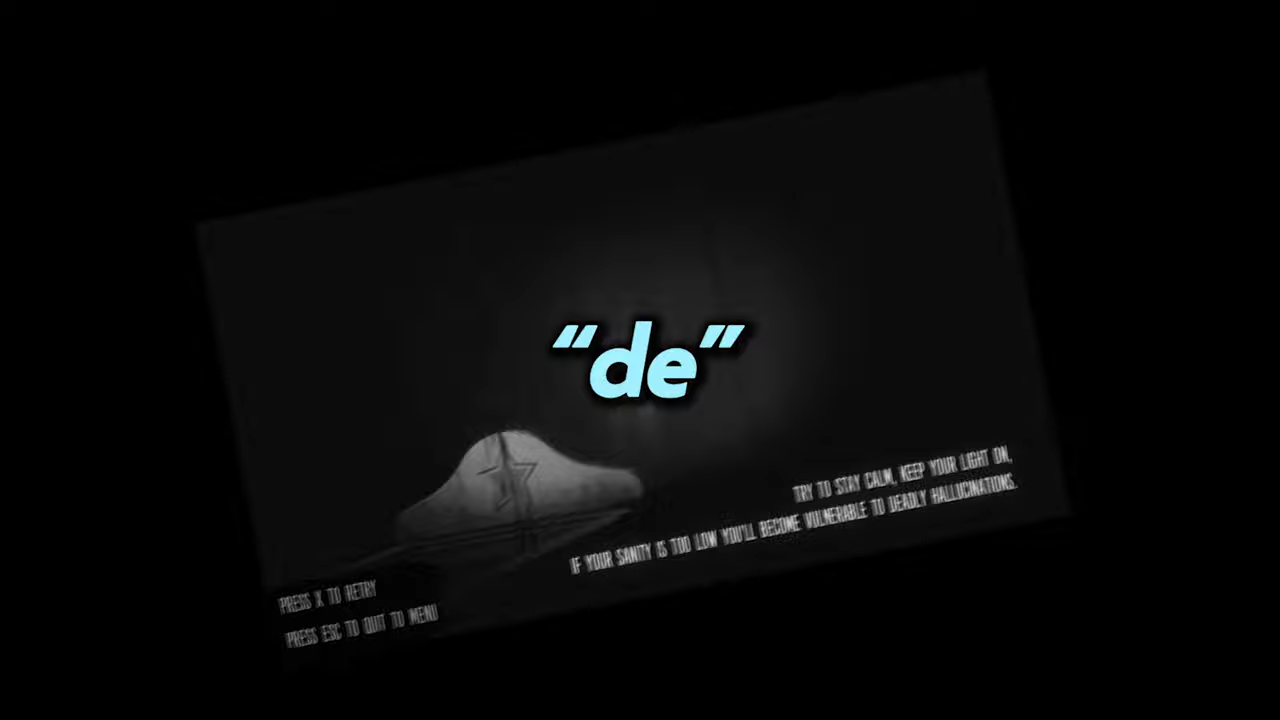 “de”
TRY TO STAY CALM, KEEP YOUR LIGHT ON,
IF YOUR SANITY IS TOO LOW YOU'LL BECOME VULNERABLE TO DEADLY HALLUCINATIONS.
PRESS X TO RETRY
PRESS ESC TO QUIT TO MENU